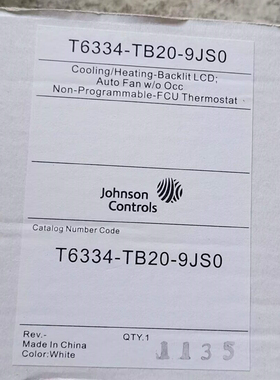 T6334-TB20-9JS0
Cooling/Heating-Backlit LCD;
Auto Fan w/o Occ
Non-Programmable-FCU Thermostat
Johnson
Controls
Catalog Number Code
T6334-TB20-9JS0
Rev.-
QTY.1
Made In China
Color:White
1135